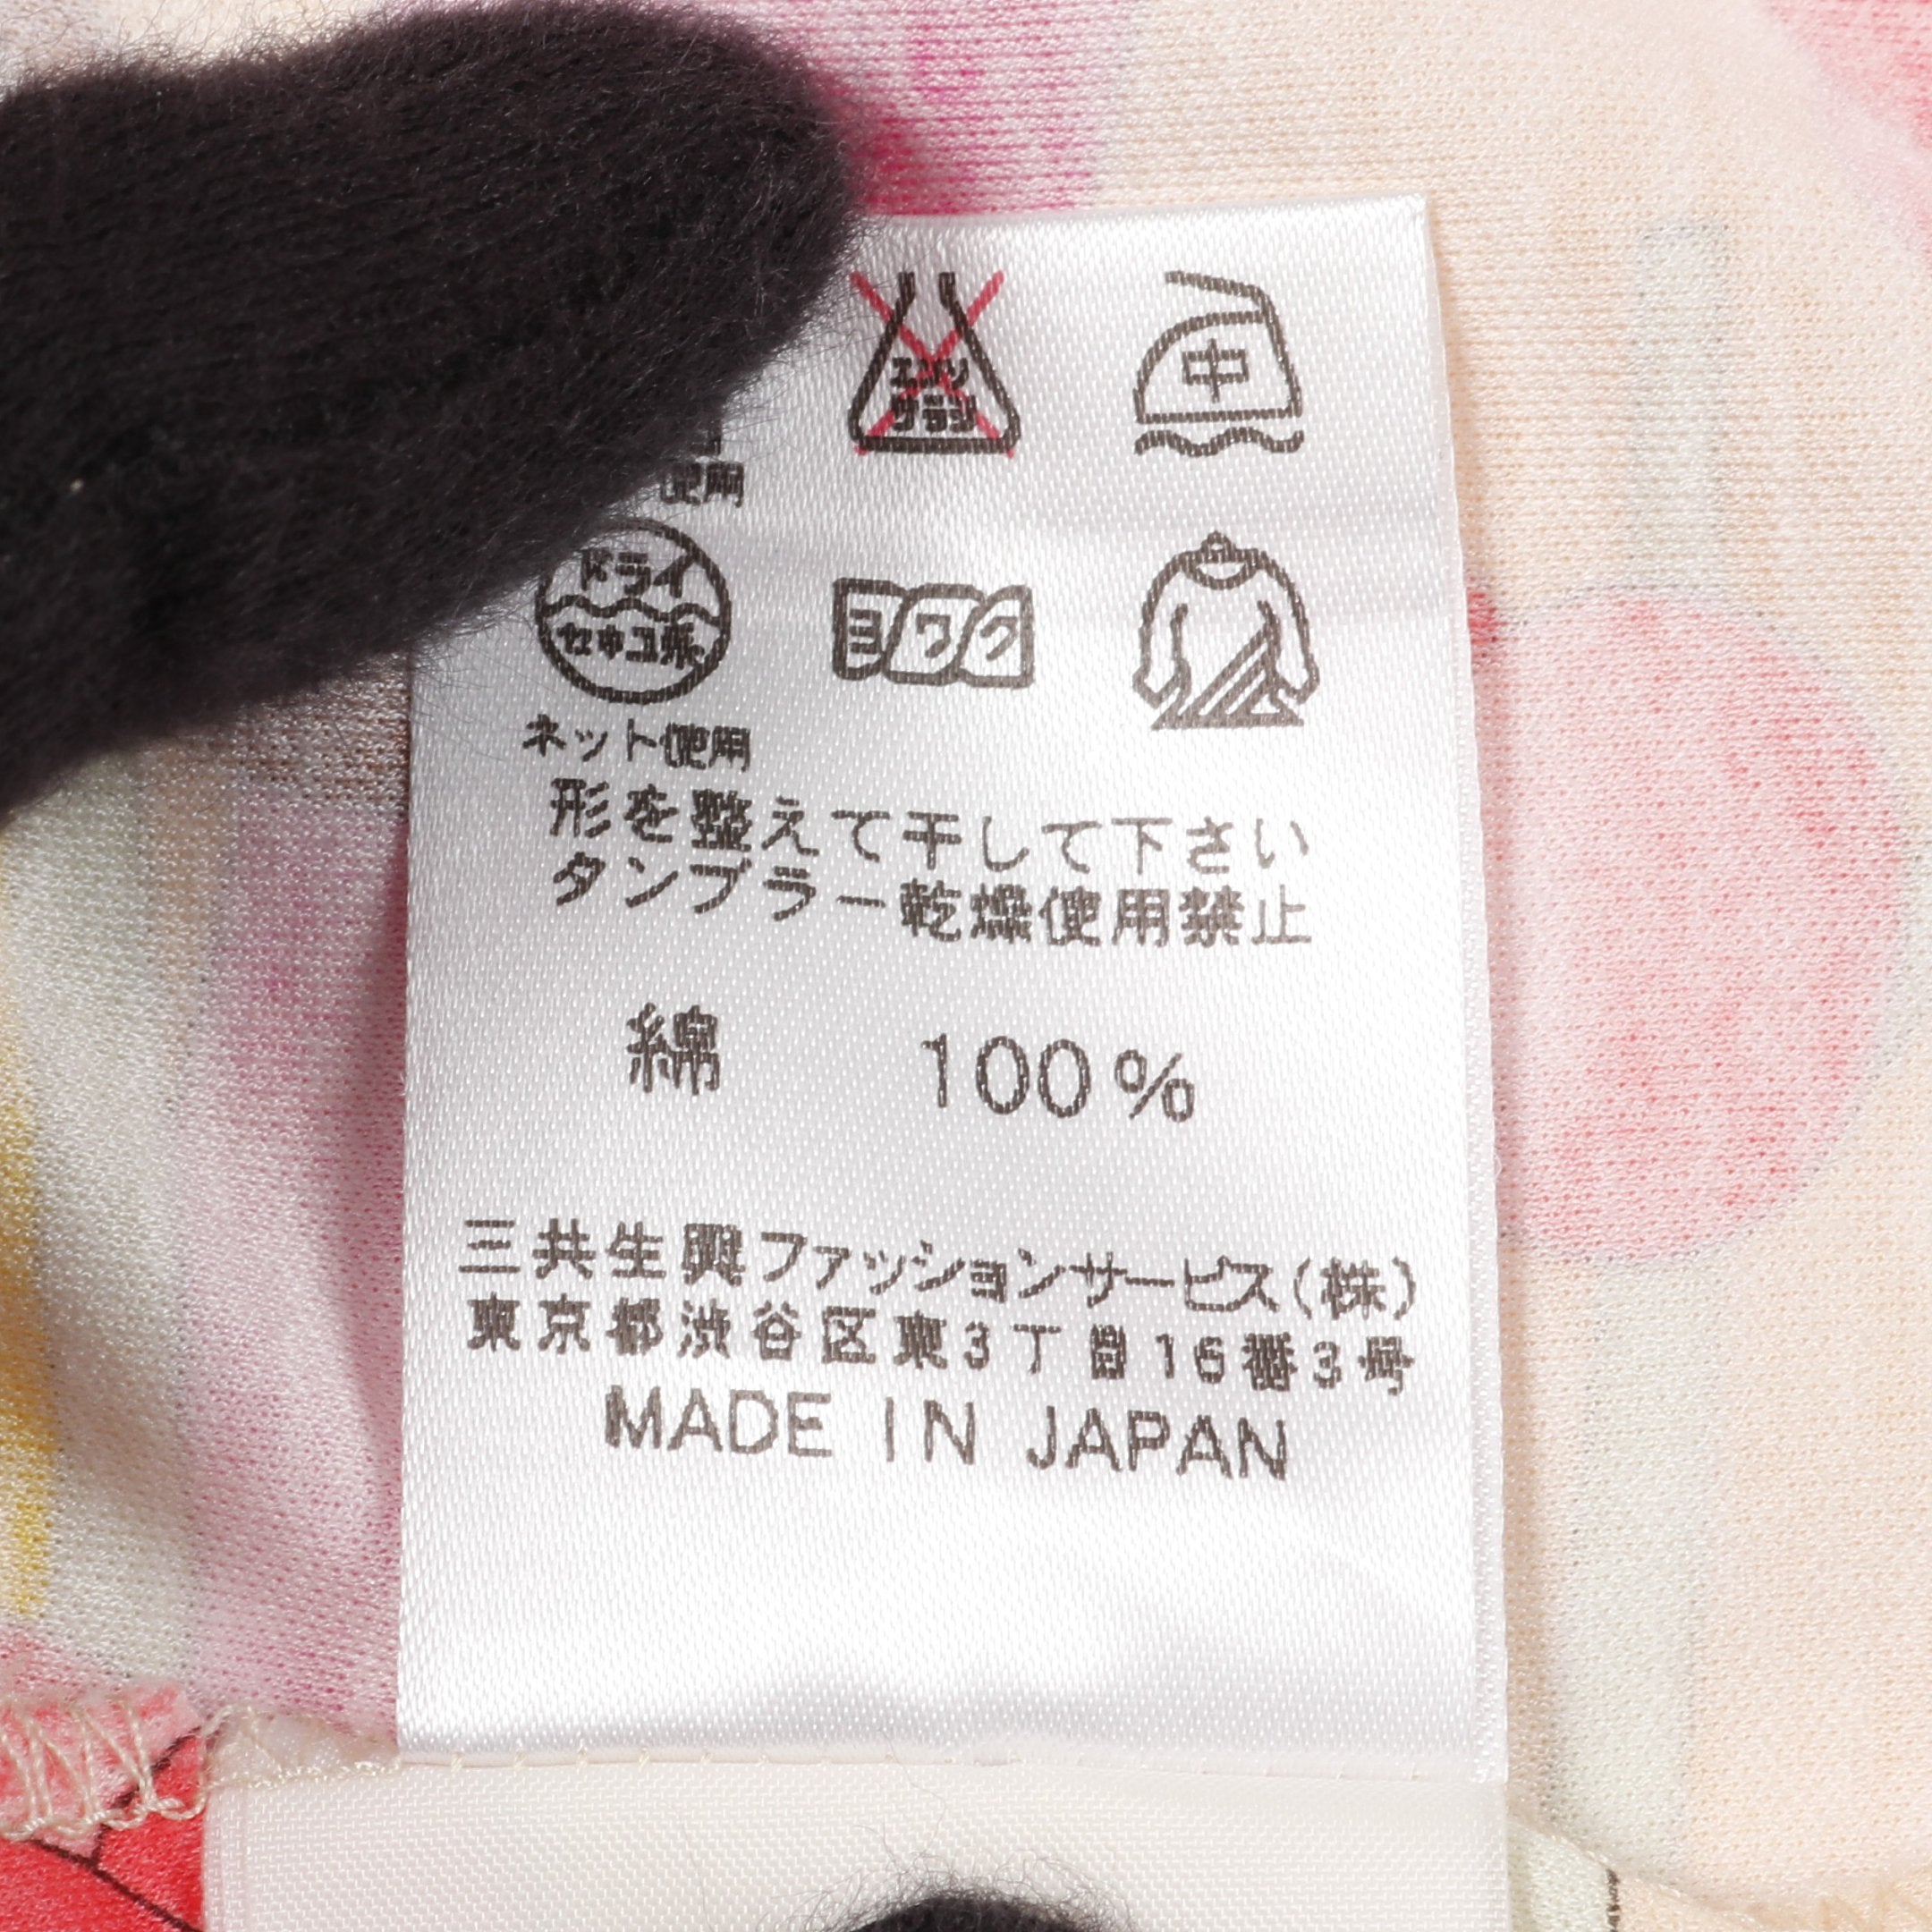 エンソ
サラシ
中
使用
ドライ
セキユ系
ヨワク
ネット使用
形を整えて干して下さい
タンブラー乾燥使用禁止
綿 100%
三共生興ファッションサービス(株)
東京都渋谷区東3丁目16番3号
MADE IN JAPAN